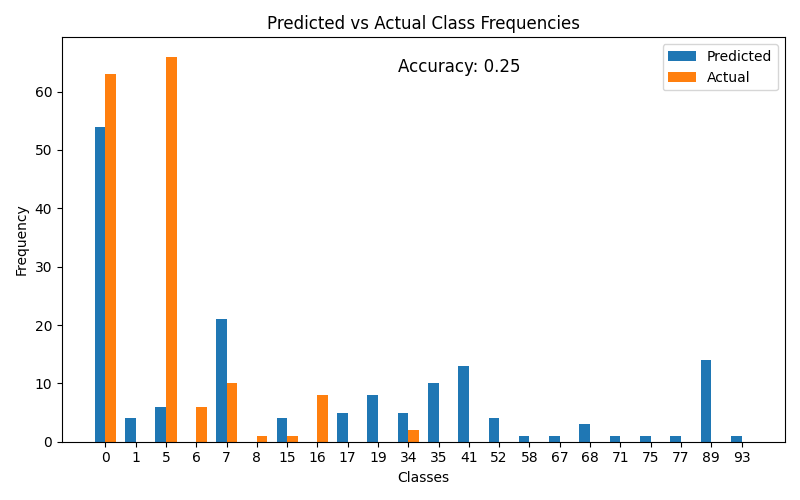 Predicted vs Actual Class Frequencies
Accuracy: 0.25
Predicted
Actual
Frequency
60
50
40
30
20
10
0
0 1 5 6 7 8 15 16 17 19 34 35 41 52 58 67 68 71 75 77 89 93
Classes